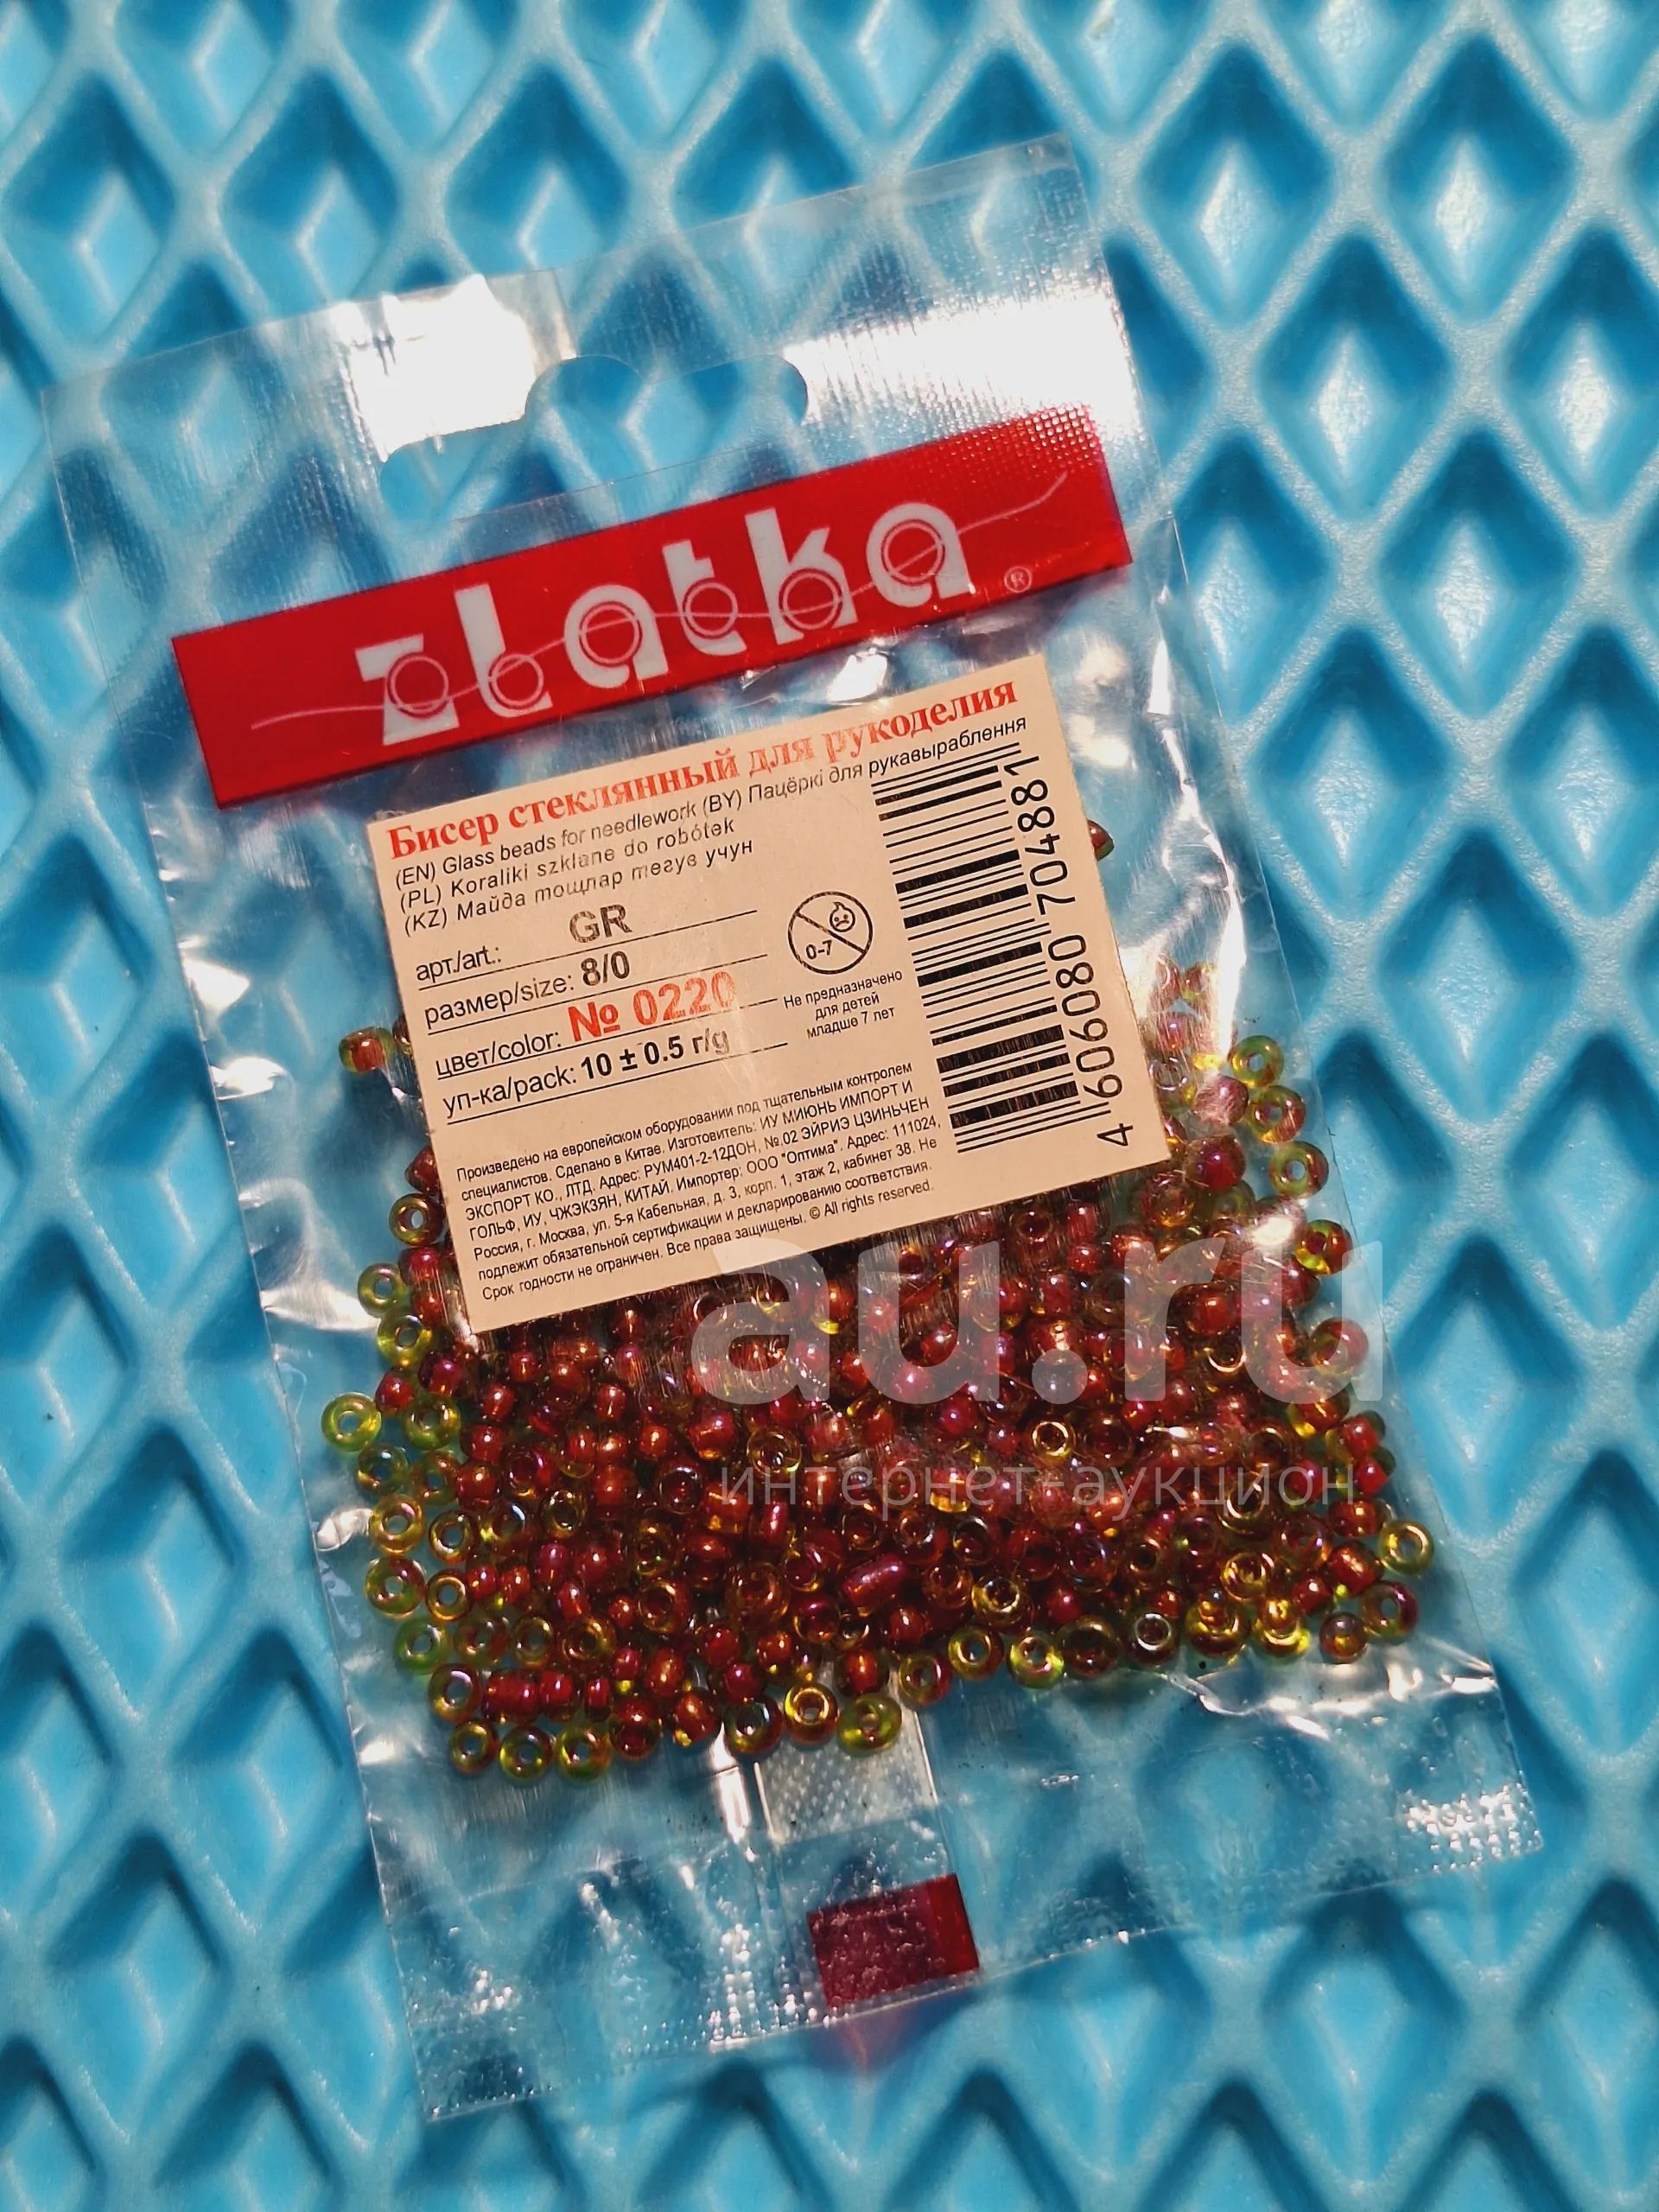 zlatka ®
Бисер стеклянный для рукоделия
(EN) Glass beads for needlework (BY) Пацёркі для рукавыраблення
(PL) Koraliki szklane do robótek
(KZ) Майда тощлар тегув учун
арт./art.: GR
размер/size: 8/0
цвет/color: № 0220
уп-ка/pack: 10 ± 0.5 г/g
0-7
Не предназначено
для детей
младше 7 лет
4 606080 704881
Произведено на европейском оборудовании под тщательным контролем
специалистов. Сделано в Китае. Изготовитель: ИУ МИЮНЬ ИМПОРТ И
ЭКСПОРТ КО., ЛТД. Адрес: РУМ401-2-12ДОН, №,02 ЭЙРИЭ ЦЗИНЬЧЕН
ГОЛЬФ, ИУ, ЧЖЭКЗЯН, КИТАЙ. Импортер: ООО "Оптима". Адрес: 111024,
Россия, г. Москва, ул. 5-я Кабельная, д. 3, корп. 1, этаж 2, кабинет 38. Не
подлежит обязательной сертификации и декларированию соответствия.
Срок годности не ограничен. Все права защищены. © All rights reserved.
au.ru
интернет-аукцион